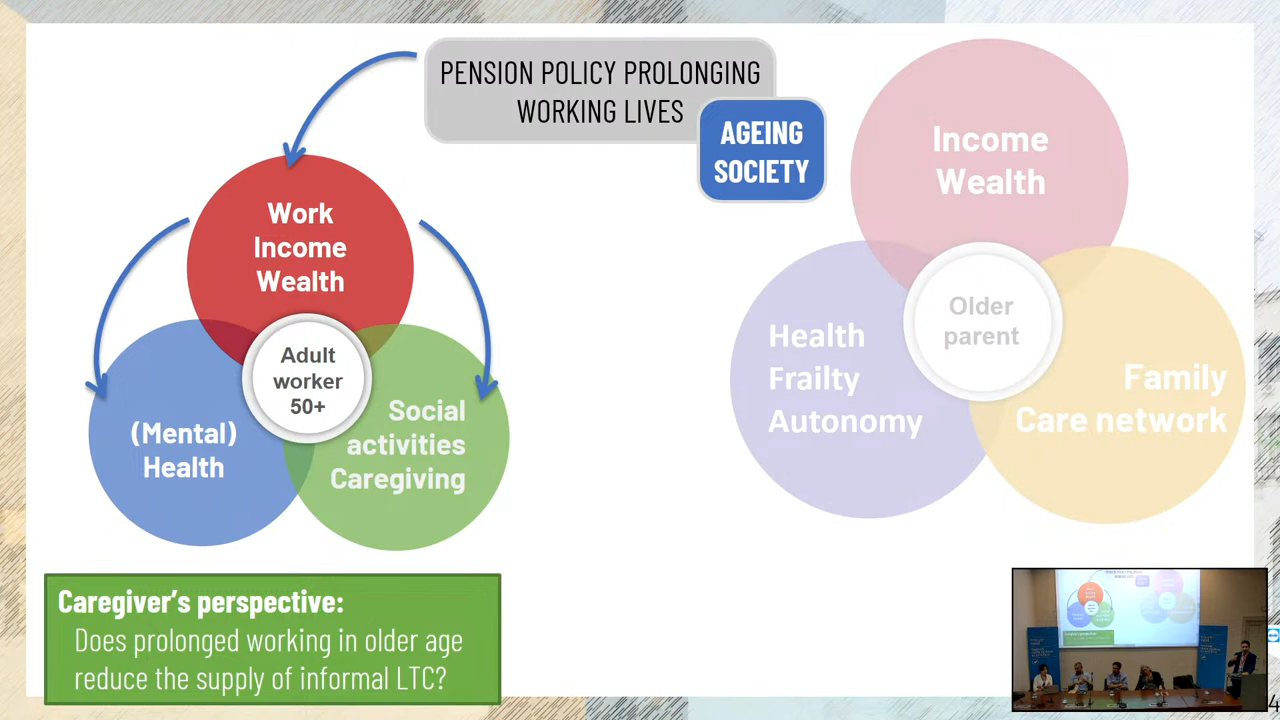 PENSION POLICY PROLONGING
WORKING LIVES
AGEING
SOCIETY
Work
Income
Wealth
Adult
worker
50+
(Mental)
Health
Social
activities
Caregiving
Income
Wealth
Older
parent
Health
Frailty
Autonomy
Family
Care network
Caregiver's perspective:
Does prolonged working in older age
reduce the supply of informal LTC?
4